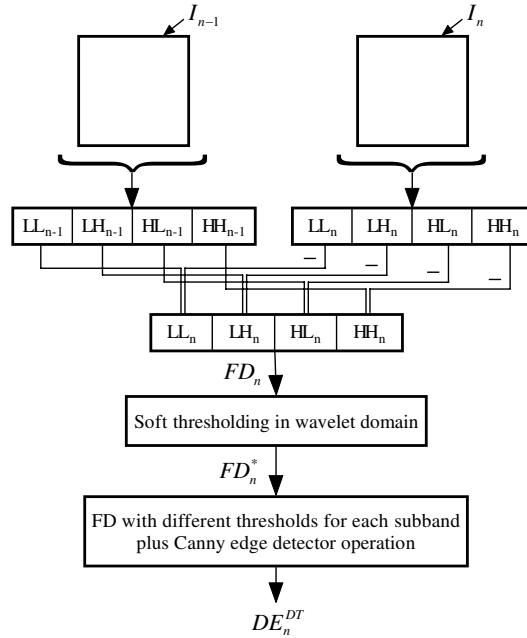 I_{n-1} I_n
LL_{n-1} LH_{n-1} HL_{n-1} HH_{n-1} LL_n LH_n HL_n HH_n
− − − −
LL_n LH_n HL_n HH_n
FD_n
Soft thresholding in wavelet domain
FD_n^*
FD with different thresholds for each subband
plus Canny edge detector operation
DE_n^{DT}